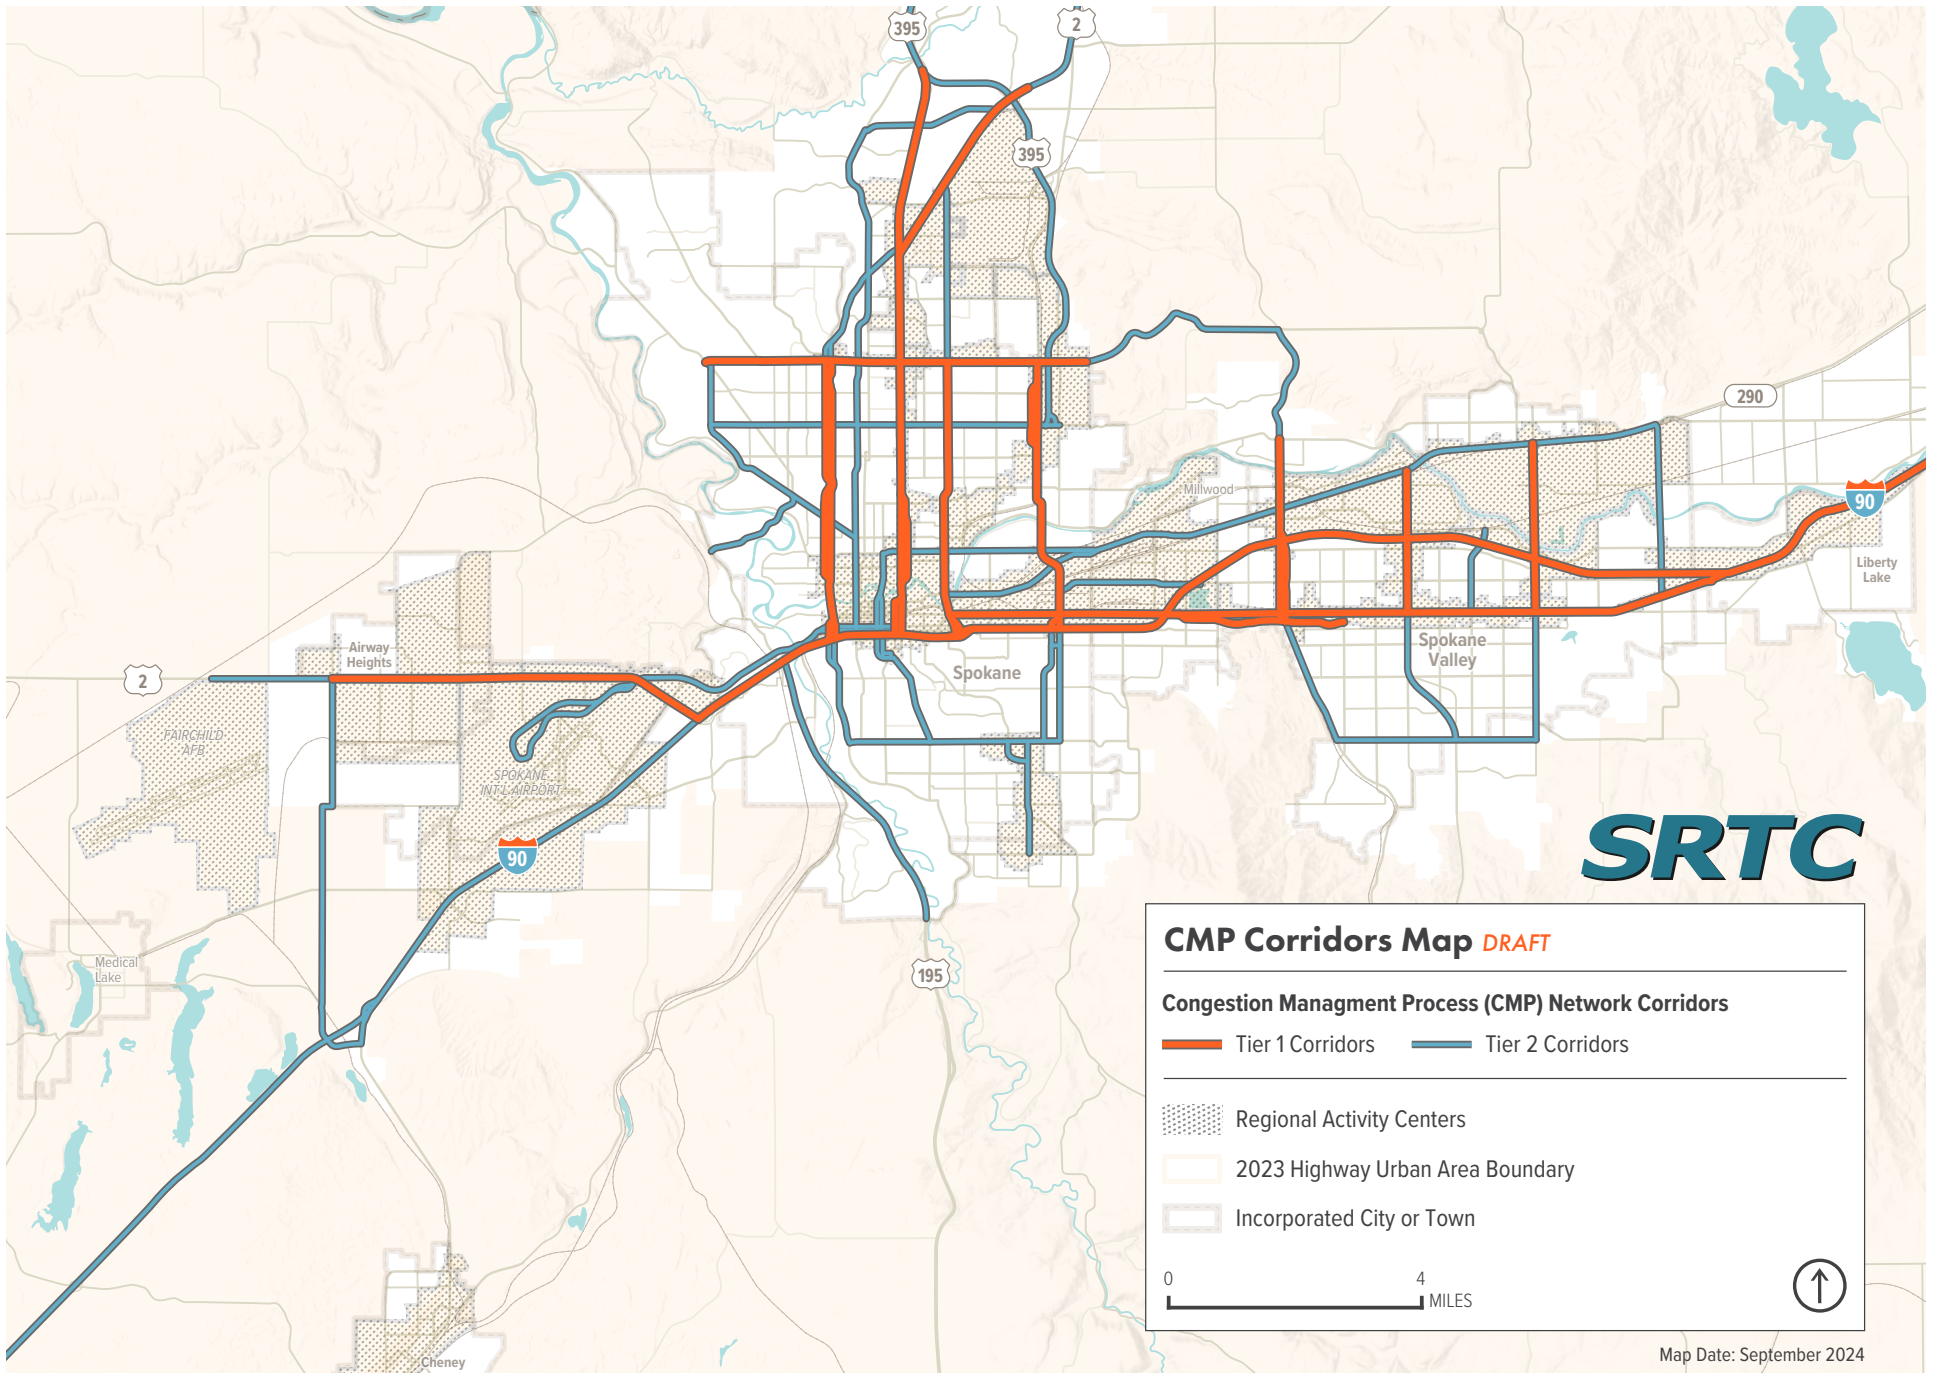 395
2
395
290
Millwood
90
Liberty
Lake
Airway
Heights
Spokane
Valley
Spokane
2
FAIRCHILD
AFB
SPOKANE
INT'L AIRPORT
SRTC
90
Medical
Lake
195
CMP Corridors Map DRAFT
Congestion Managment Process (CMP) Network Corridors
Tier 1 Corridors
Tier 2 Corridors
Regional Activity Centers
2023 Highway Urban Area Boundary
Incorporated City or Town
0
4
MILES
Cheney
Map Date: September 2024